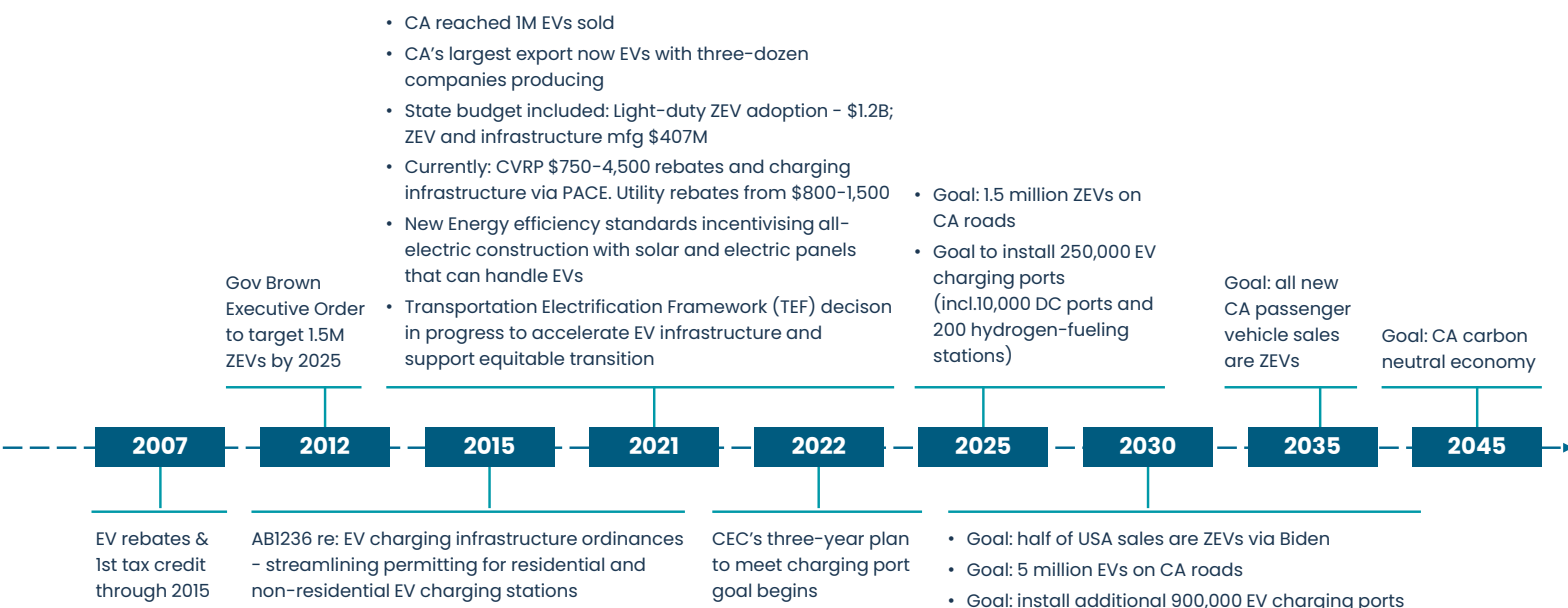 • CA reached 1M EVs sold
• CA's largest export now EVs with three-dozen
companies producing
• State budget included: Light-duty ZEV adoption - $1.2B;
ZEV and infrastructure mfg $407M
• Currently: CVRP $750-4,500 rebates and charging
infrastructure via PACE. Utility rebates from $800-1,500
• New Energy efficiency standards incentivising all-
electric construction with solar and electric panels
that can handle EVs
• Transportation Electrification Framework (TEF) decison
in progress to accelerate EV infrastructure and
support equitable transition
Gov Brown
Executive Order
to target 1.5M
ZEVs by 2025
• Goal: 1.5 million ZEVs on
CA roads
• Goal to install 250,000 EV
charging ports
(incl.10,000 DC ports and
200 hydrogen-fueling
stations)
Goal: all new
CA passenger
vehicle sales
are ZEVs
Goal: CA carbon
neutral economy
2007
2012
2015
2021
2022
2025
2030
2035
2045
EV rebates &
1st tax credit
through 2015
AB1236 re: EV charging infrastructure ordinances
- streamlining permitting for residential and
non-residential EV charging stations
CEC's three-year plan
to meet charging port
goal begins
• Goal: half of USA sales are ZEVs via Biden
• Goal: 5 million EVs on CA roads
• Goal: install additional 900,000 EV charging ports